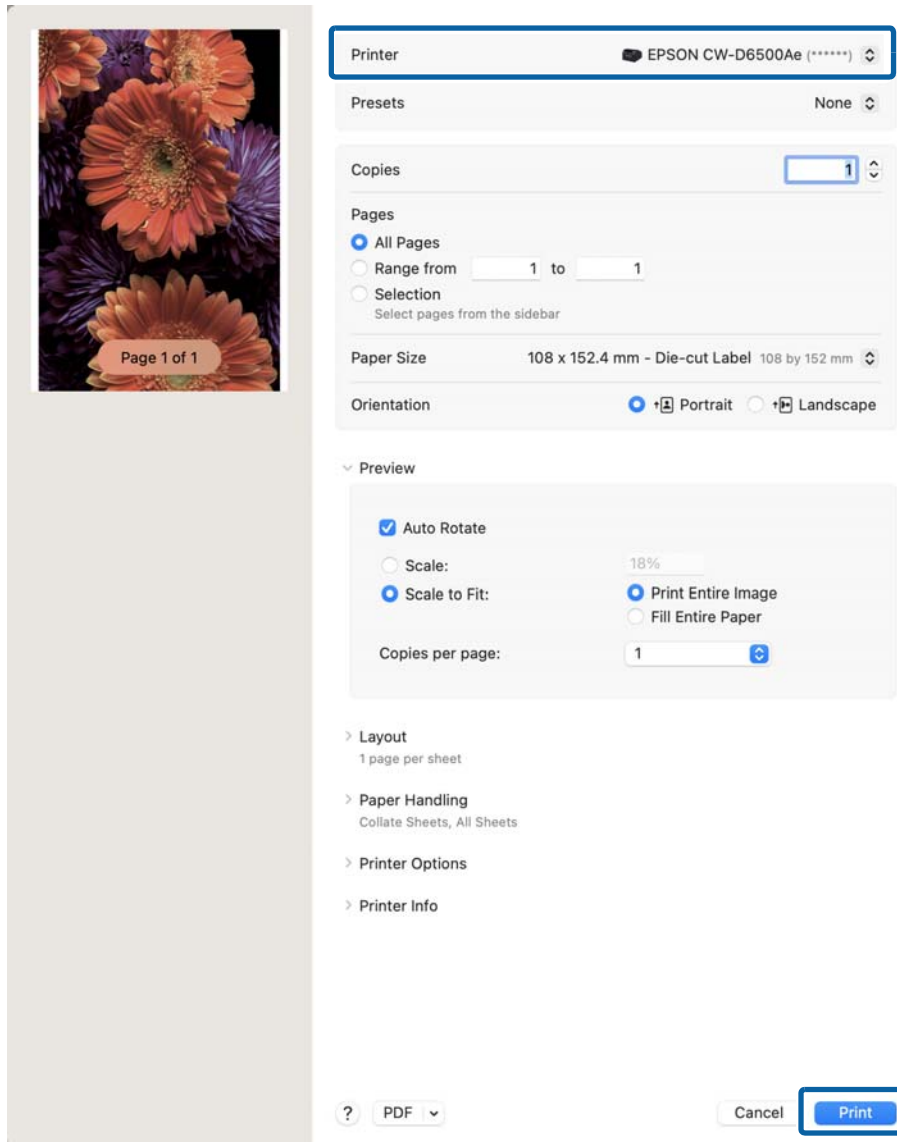 Printer EPSON CW-D6500Ae (******)
Presets None
Copies 1
Pages
All Pages
Range from 1 to 1
Selection
Select pages from the sidebar
Paper Size 108 x 152.4 mm - Die-cut Label 108 by 152 mm
Page 1 of 1
Orientation Portrait Landscape
Preview
Auto Rotate
Scale: 18%
Scale to Fit: Print Entire Image
Fill Entire Paper
Copies per page: 1
Layout
1 page per sheet
Paper Handling
Collate Sheets, All Sheets
Printer Options
Printer Info
? PDF Cancel Print